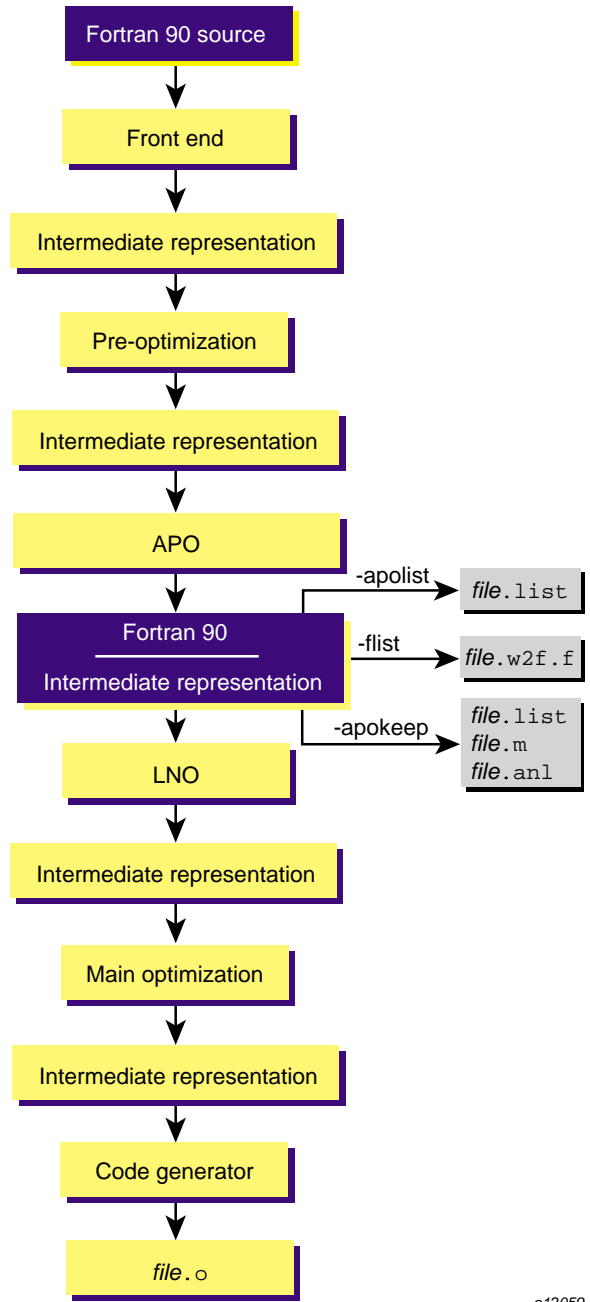 Fortran 90 source
Front end
Intermediate representation
Pre-optimization
Intermediate representation
APO
-apolist
file.list
Fortran 90
Intermediate representation
-flist
file.w2f.f
-apokeep
file.list
file.m
file.anl
LNO
Intermediate representation
Main optimization
Intermediate representation
Code generator
file.o